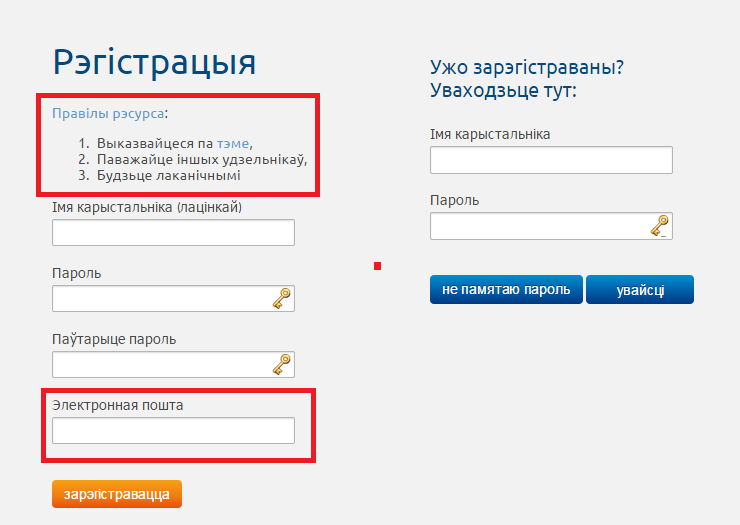 Рэгістрацыя
Правілы рэсурса:
1. Выказвайцеся па тэме,
2. Паважайце іншых удзельнікаў,
3. Будзьце лаканічнымі
Імя карыстальніка (лацінкай)
Пароль
Паўтарыце пароль
Электронная пошта
зарэгістравацца
Ужо зарэгістраваны?
Уваходзьце тут:
Імя карыстальніка
Пароль
не памятаю пароль
увайсці